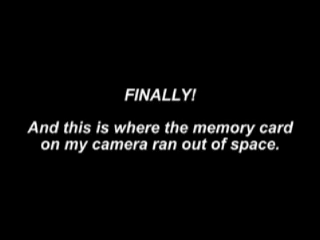 FINALLY!
And this is where the memory card
on my camera ran out of space.